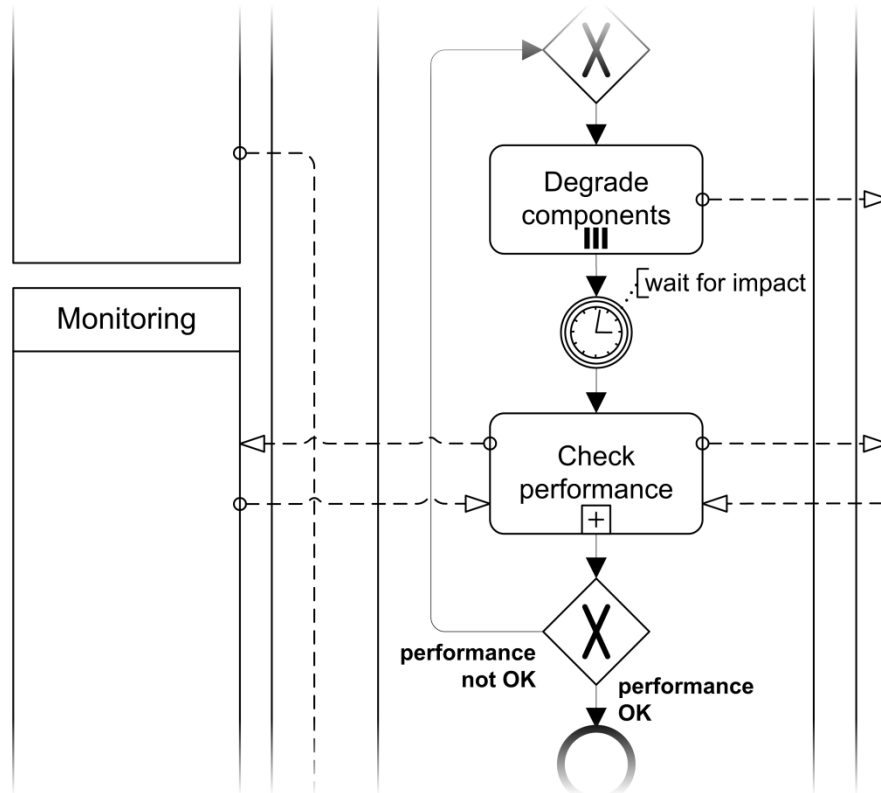 Degrade
components
wait for impact
Monitoring
Check
performance
performance
not OK
performance
OK